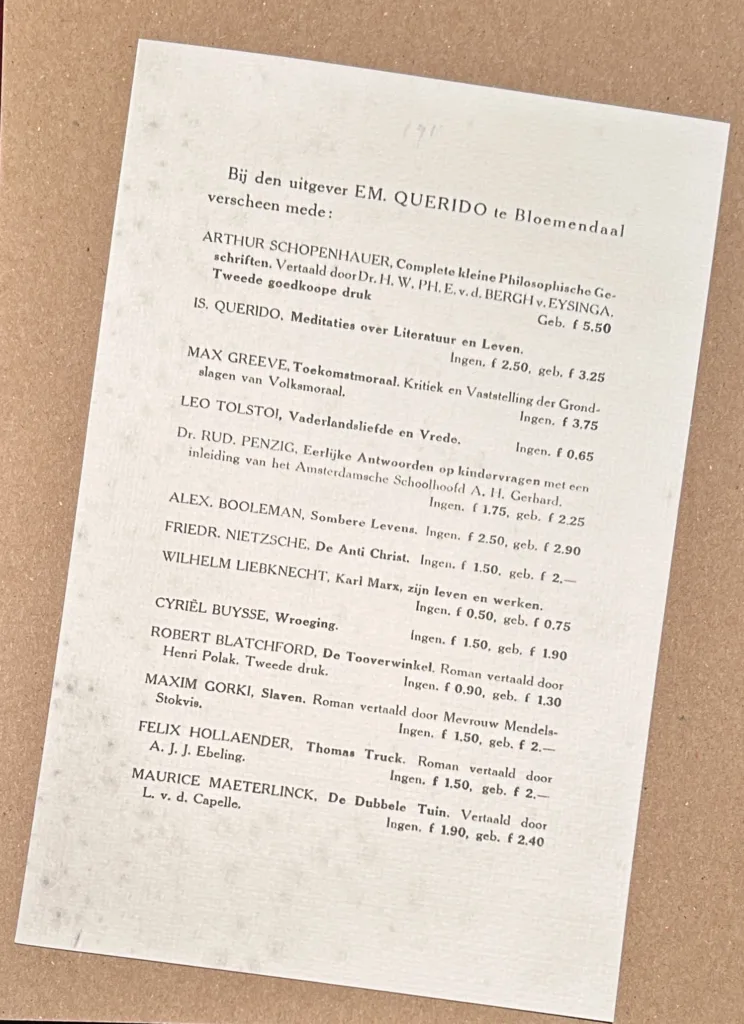 191
Bij den uitgever EM. QUERIDO te Bloemendaal
verscheen mede:
ARTHUR SCHOPENHAUER, Complete kleine Philosophische Ge-
schriften. Vertaald door Dr. H. W. PH. E. v. d. BERGH v. EYSINGA.
Tweede goedkoope druk Geb. f 5.50
IS. QUERIDO, Meditaties over Literatuur en Leven.
Ingen. f 2.50, geb. f 3.25
MAX GREEVE, Toekomstmoraal. Kritiek en Vaststelling der Grond-
slagen van Volksmoraal. Ingen. f 3.75
LEO TOLSTOI, Vaderlandsliefde en Vrede. Ingen. f 0.65
Dr. RUD. PENZIG, Eerlijke Antwoorden op kindervragen met een
inleiding van het Amsterdamsche Schoolhoofd A. H. Gerhard.
Ingen. f 1.75, geb. f 2.25
ALEX. BOOLEMAN, Sombere Levens. Ingen. f 2.50, geb. f 2.90
FRIEDR. NIETZSCHE, De Anti Christ. Ingen. f 1.50, geb. f 2.—
WILHELM LIEBKNECHT, Karl Marx, zijn leven en werken.
Ingen. f 0.50, geb. f 0.75
CYRIËL BUYSSE, Wroeging. Ingen. f 1.50, geb. f 1.90
ROBERT BLATCHFORD, De Tooverwinkel. Roman vertaald door
Henri Polak. Tweede druk. Ingen. f 0.90, geb. f 1.30
MAXIM GORKI, Slaven. Roman vertaald door Mevrouw Mendels-
Stokvis. Ingen. f 1.50, geb. f 2.—
FELIX HOLLAENDER, Thomas Truck. Roman vertaald door
A. J. J. Ebeling. Ingen. f 1.50, geb. f 2.—
MAURICE MAETERLINCK, De Dubbele Tuin. Vertaald door
L. v. d. Capelle. Ingen. f 1.90, geb. f 2.40